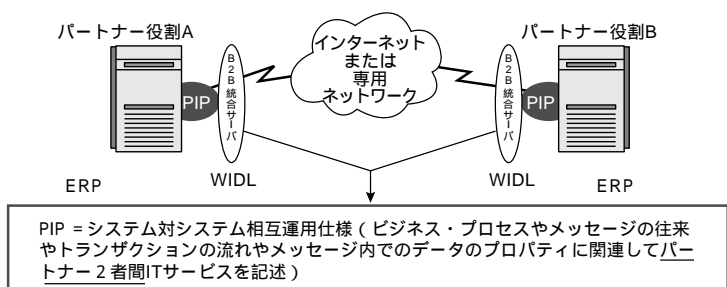 パートナー役割A
パートナー役割B
インターネット
または
専用
ネットワーク
PIP
B2B統合サーバ
B2B統合サーバ
PIP
ERP
WIDL
WIDL
ERP
PIP =システム対システム相互運用仕様(ビジネス・プロセスやメッセージの往来
やトランザクションの流れやメッセージ内でのデータのプロパティに関連してパー
トナー2者間ITサービスを記述)